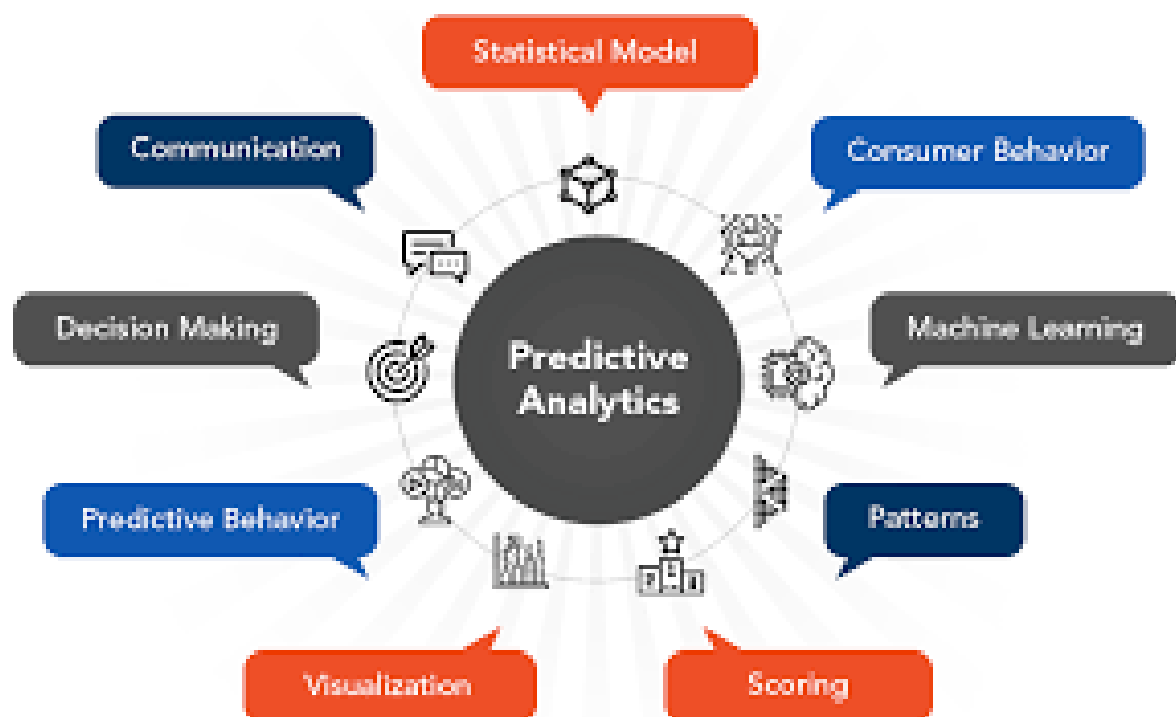 Statistical Model
Communication
Consumer Behavior
Decision Making
Machine Learning
Predictive
Analytics
Predictive Behavior
Patterns
Visualization
Scoring